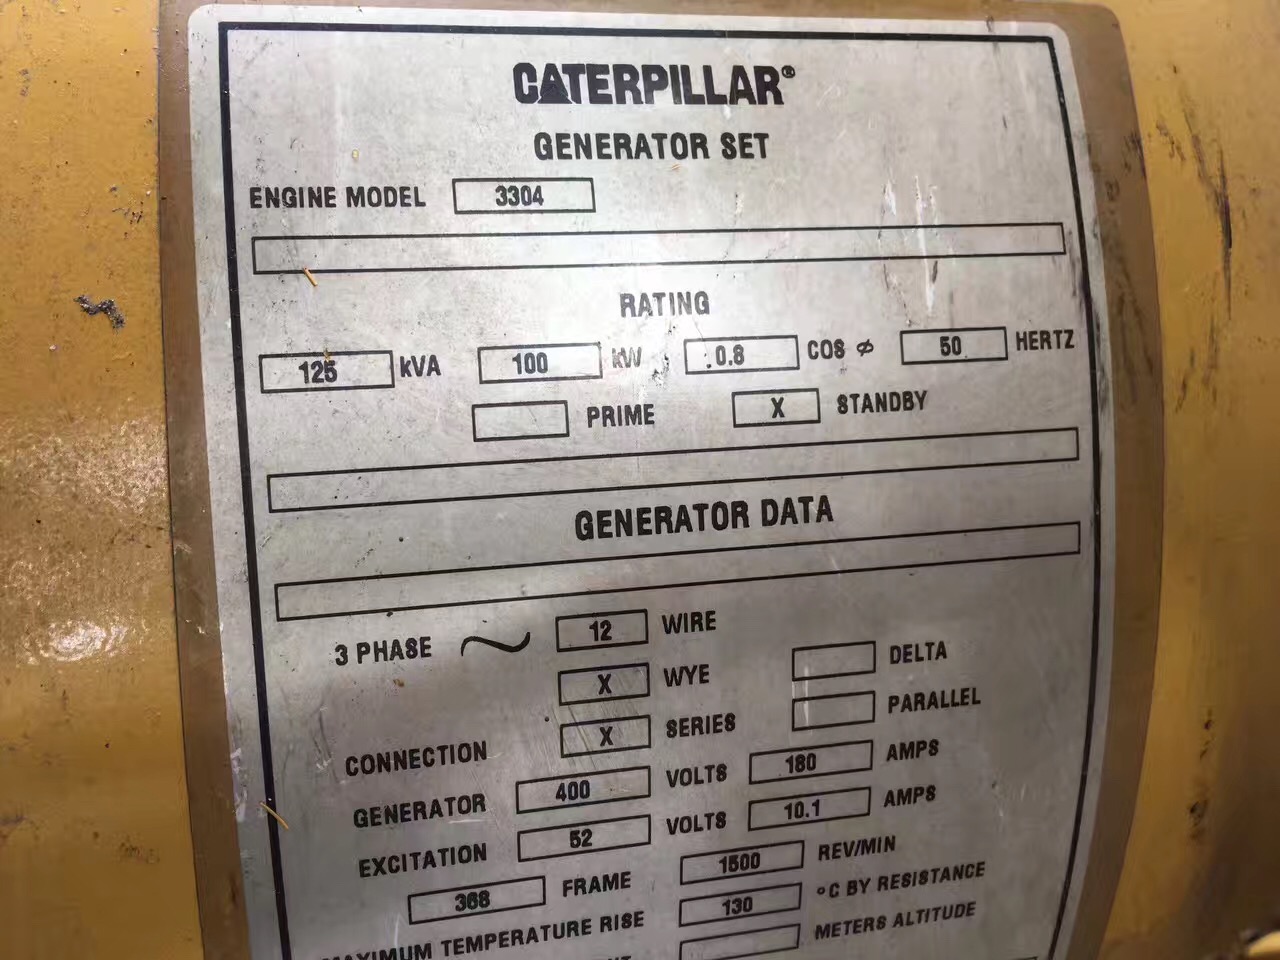 CATERPILLAR®
GENERATOR SET
ENGINE MODEL 3304
RATING
125 kVA 100 kW 0.8 COS ϕ 50 HERTZ
PRIME X STANDBY
GENERATOR DATA
3 PHASE ~ 12 WIRE
X WYE DELTA
CONNECTION X SERIES PARALLEL
GENERATOR 400 VOLTS 180 AMPS
EXCITATION 52 VOLTS 10.1 AMPS
368 FRAME 1500 REV/MIN
MAXIMUM TEMPERATURE RISE 130 °C BY RESISTANCE
METERS ALTITUDE